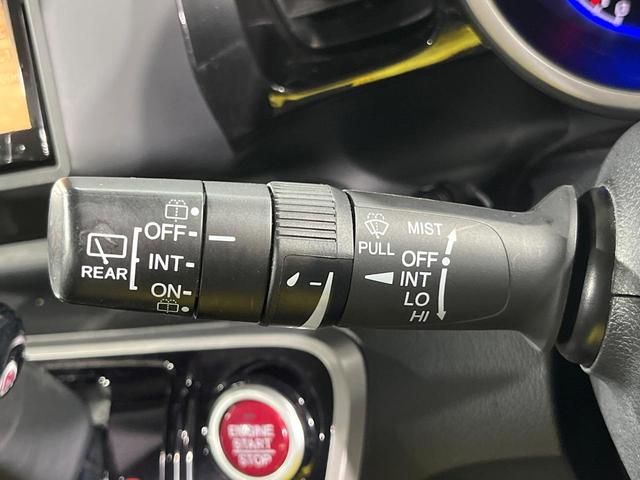 OFF
REAR
INT
ON
PULL
MIST
OFF
INT
LO
HI
ENGINE
START
STOP